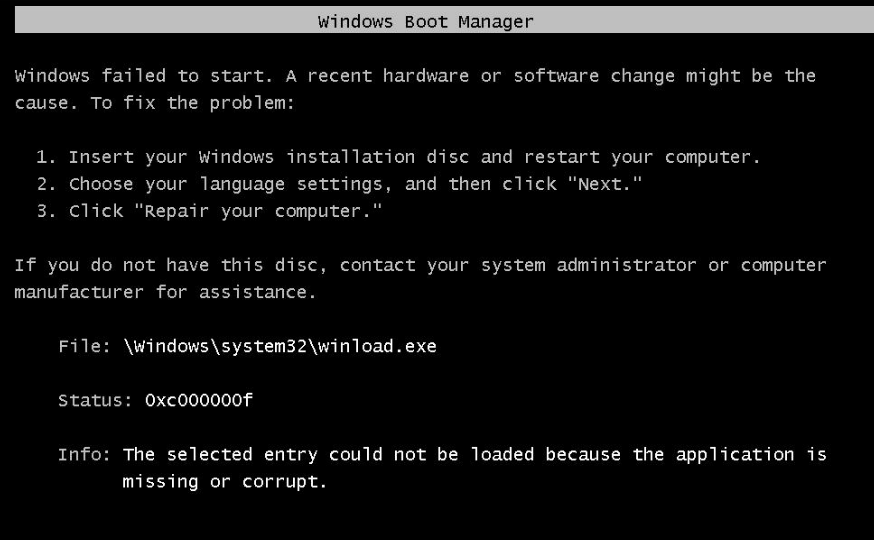 Windows Boot Manager
Windows failed to start. A recent hardware or software change might be the
cause. To fix the problem:
1. Insert your Windows installation disc and restart your computer.
2. Choose your language settings, and then click "Next."
3. Click "Repair your computer."
If you do not have this disc, contact your system administrator or computer
manufacturer for assistance.
File: \Windows\system32\winload.exe
Status: 0xc000000f
Info: The selected entry could not be loaded because the application is
missing or corrupt.